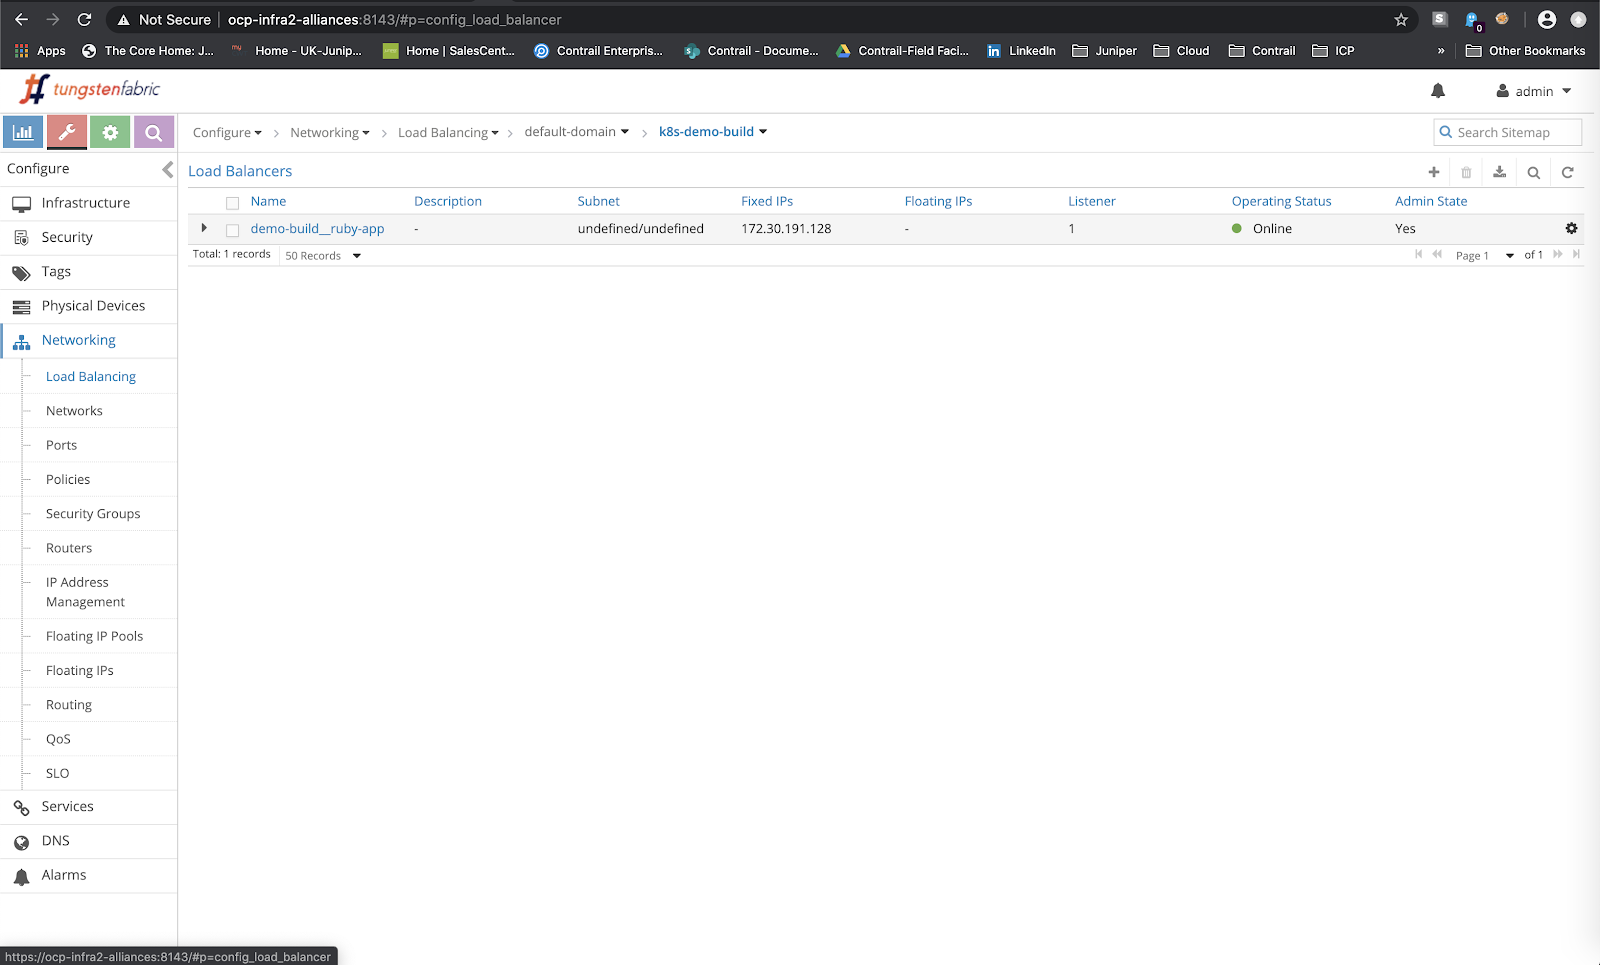 Not Secure | ocp-infra2-alliances:8143/#p=config_load_balancer
S
0
Apps The Core Home: J... my Home - UK-Junip... Home | SalesCent... Contrail Enterpris... Contrail - Docume... Contrail-Field Faci... LinkedIn Juniper Cloud Contrail ICP » Other Bookmarks
tungstenfabric
admin
Configure Networking Load Balancing default-domain k8s-demo-build
Search Sitemap
Configure
Infrastructure
Security
Tags
Physical Devices
Networking
Load Balancing
Networks
Ports
Policies
Security Groups
Routers
IP Address
Management
Floating IP Pools
Floating IPs
Routing
QoS
SLO
Services
DNS
Alarms
Load Balancers
Name Description Subnet Fixed IPs Floating IPs Listener Operating Status Admin State
demo-build__ruby-app - undefined/undefined 172.30.191.128 - 1 Online Yes
Total: 1 records 50 Records Page 1 of 1
https://ocp-infra2-alliances:8143/#p=config_load_balancer